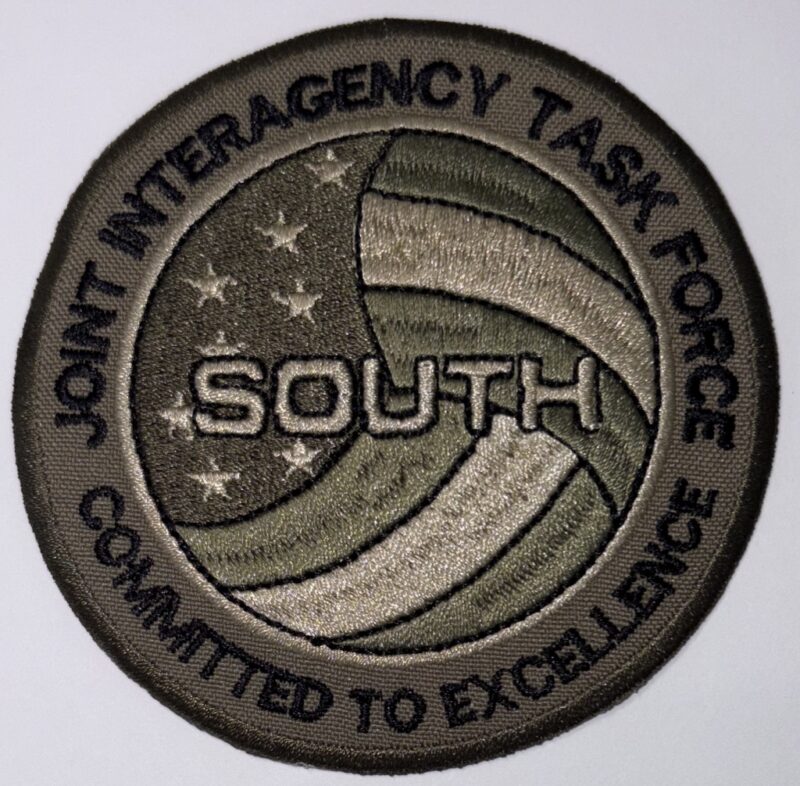 JOINT INTERAGENCY TASK FORCE
SOUTH
COMMITTED TO EXCELLENCE